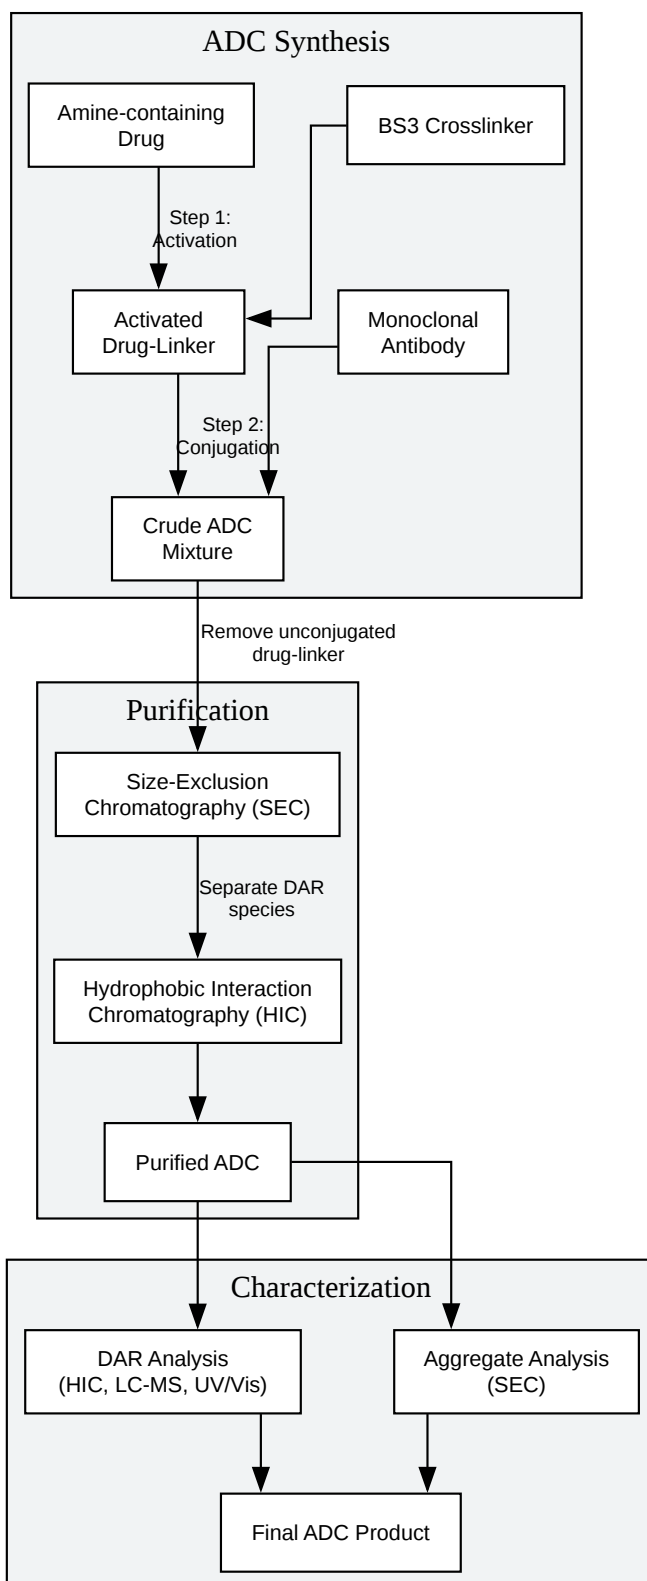 ADC Synthesis
Amine-containing
Drug
BS3 Crosslinker
Step 1:
Activation
Activated
Drug-Linker
Monoclonal
Antibody
Step 2:
Conjugation
Crude ADC
Mixture
Remove unconjugated
drug-linker
Purification
Size-Exclusion
Chromatography (SEC)
Separate DAR
species
Hydrophobic Interaction
Chromatography (HIC)
Purified ADC
Characterization
DAR Analysis
(HIC, LC-MS, UV/Vis)
Aggregate Analysis
(SEC)
Final ADC Product